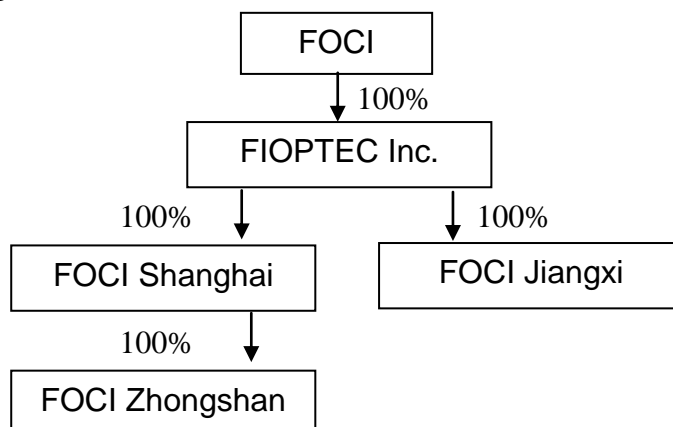 FOCI
100%
FIOPTEC Inc.
100%
100%
FOCI Shanghai
FOCI Jiangxi
100%
FOCI Zhongshan